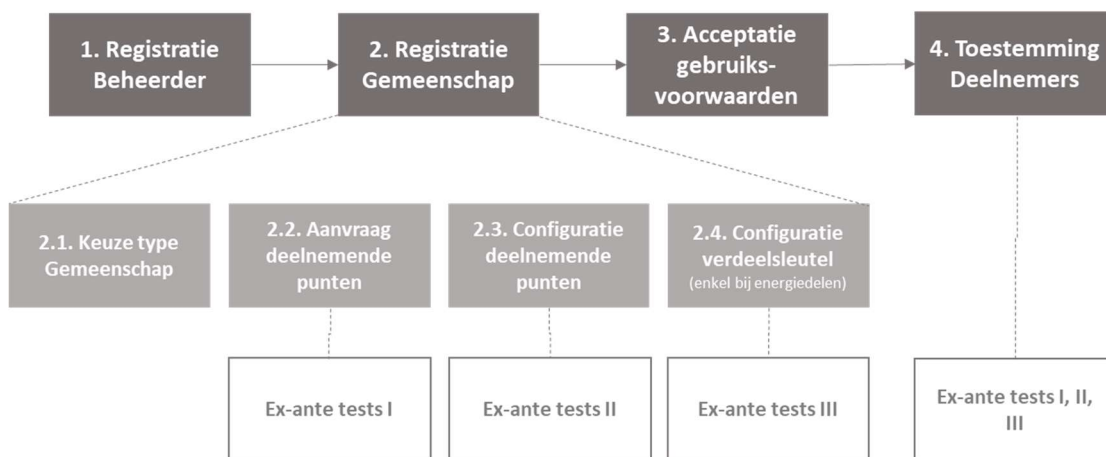 1. Registratie
Beheerder
2. Registratie
Gemeenschap
3. Acceptatie
gebruiks-
voorwaarden
4. Toestemming
Deelnemers
2.1. Keuze type
Gemeenschap
2.2. Aanvraag
deelnemende
punten
2.3. Configuratie
deelnemende
punten
2.4. Configuratie
verdeelsleutel
(enkel bij energiedelen)
Ex-ante tests I
Ex-ante tests II
Ex-ante tests III
Ex-ante tests I, II,
III